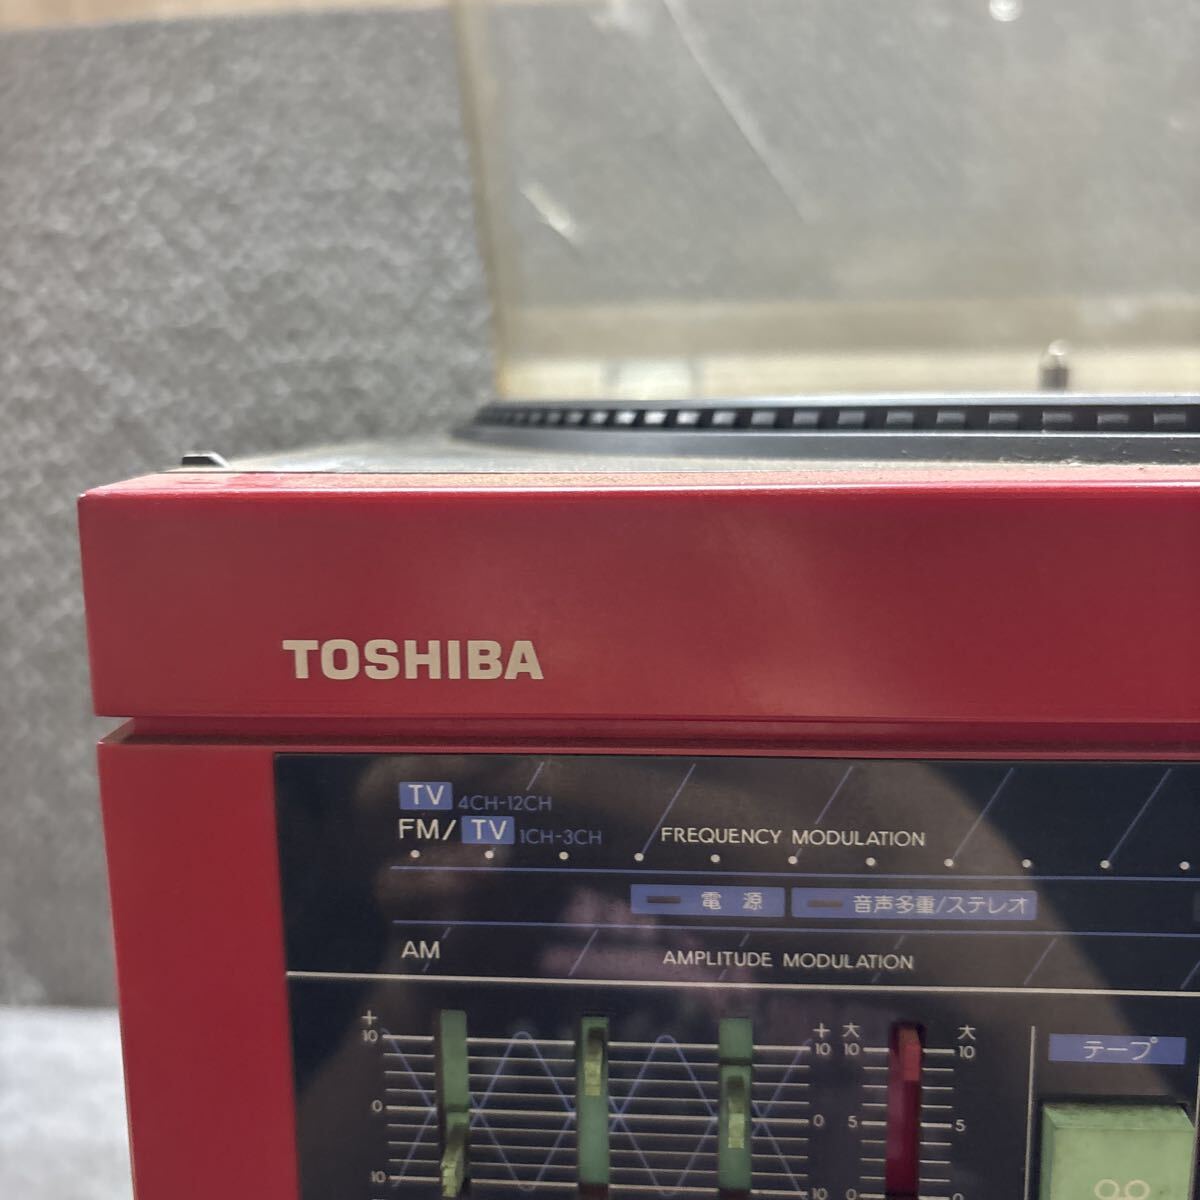 TOSHIBA
TV 4CH-12CH
FM/TV 1CH-3CH FREQUENCY MODULATION
電源 音声多重/ステレオ
AM AMPLITUDE MODULATION
+ + 大 大
10 10 10 10
テープ
0 0 5 5
10 10 0 0